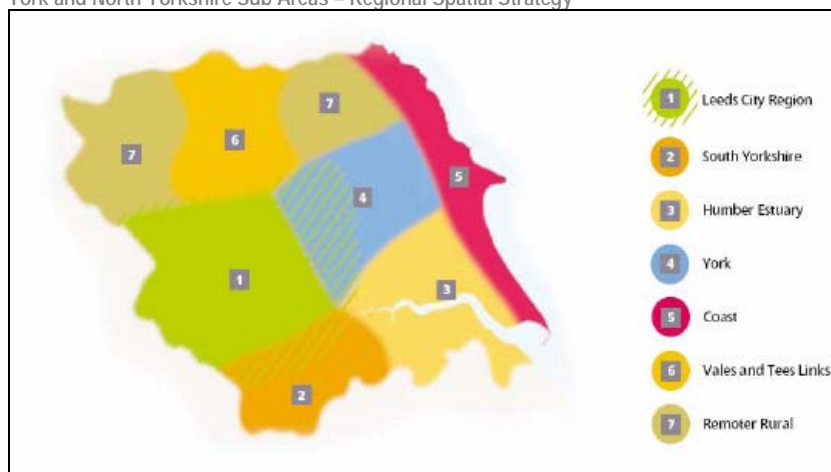 York and North Yorkshire Sub Areas – Regional Spatial Strategy
7
6
7
5
4
1
3
2
1 Leeds City Region
2 South Yorkshire
3 Humber Estuary
4 York
5 Coast
6 Vales and Tees Links
7 Remoter Rural